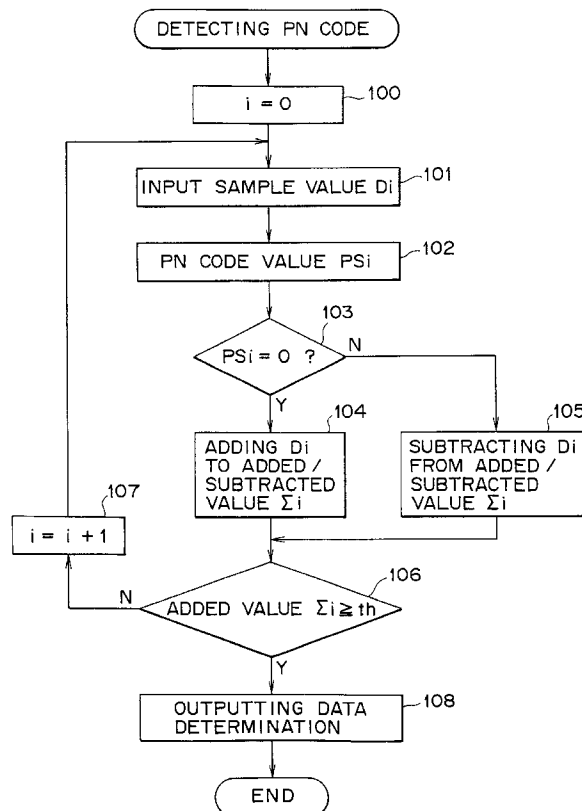 DETECTING PN CODE
i = 0
100
INPUT SAMPLE VALUE Di
101
PN CODE VALUE PSi
102
103
PSi = 0 ?
N
Y
104
105
ADDING Di
TO ADDED /
SUBTRACTED
VALUE Σi
SUBTRACTING Di
FROM ADDED /
SUBTRACTED
VALUE Σi
107
i = i + 1
106
N
ADDED VALUE Σi ≧ th
Y
OUTPUTTING DATA
DETERMINATION
108
END